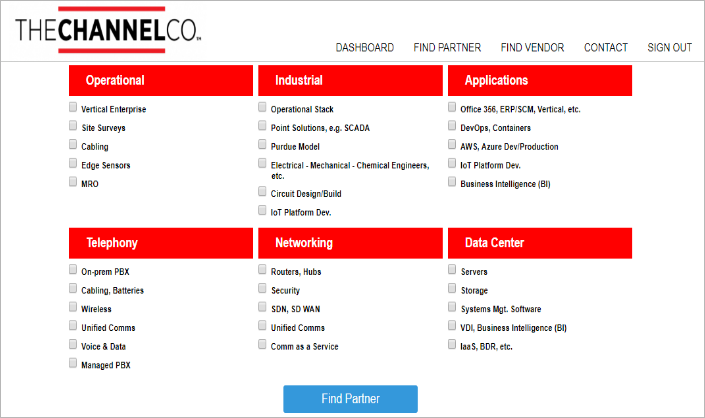 THECHANNELCO
DASHBOARD
FIND PARTNER
FIND VENDOR
CONTACT
SIGN OUT
Operational
Vertical Enterprise
Site Surveys
Cabling
Edge Sensors
MRO
Industrial
Operational Stack
Point Solutions, e.g. SCADA
Purdue Model
Electrical - Mechanical - Chemical Engineers,
etc.
Circuit Design/Build
IoT Platform Dev.
Applications
Office 366, ERP/SCM, Vertical, etc.
DevOps, Containers
AWS, Azure Dev/Production
IoT Platform Dev.
Business Intelligence (BI)
Telephony
On-prem PBX
Cabling, Batteries
Wireless
Unified Comms
Voice & Data
Managed PBX
Networking
Routers, Hubs
Security
SDN, SD WAN
Unified Comms
Comm as a Service
Data Center
Servers
Storage
Systems Mgt. Software
VDI, Business Intelligence (BI)
IaaS, BDR, etc.
Find Partner